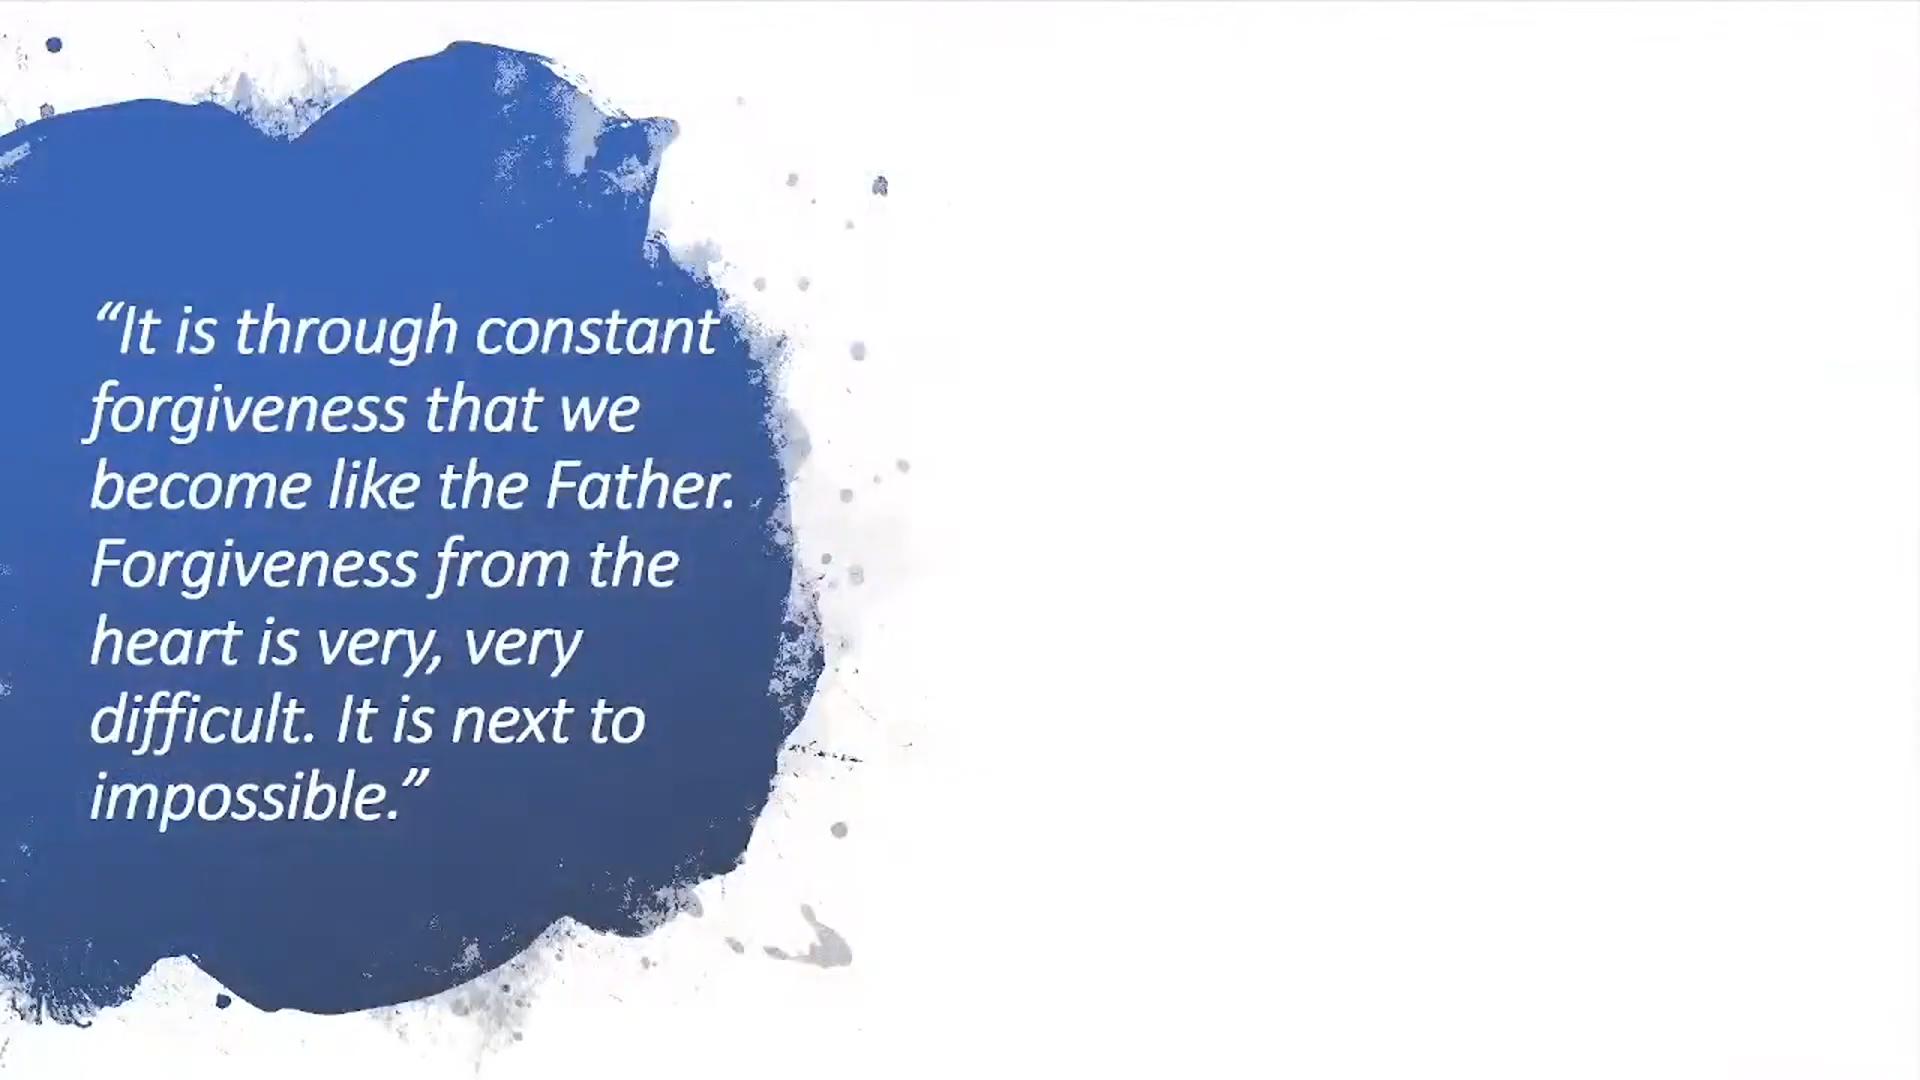 “It is through constant
forgiveness that we
become like the Father.
Forgiveness from the
heart is very, very
difficult. It is next to
impossible.”